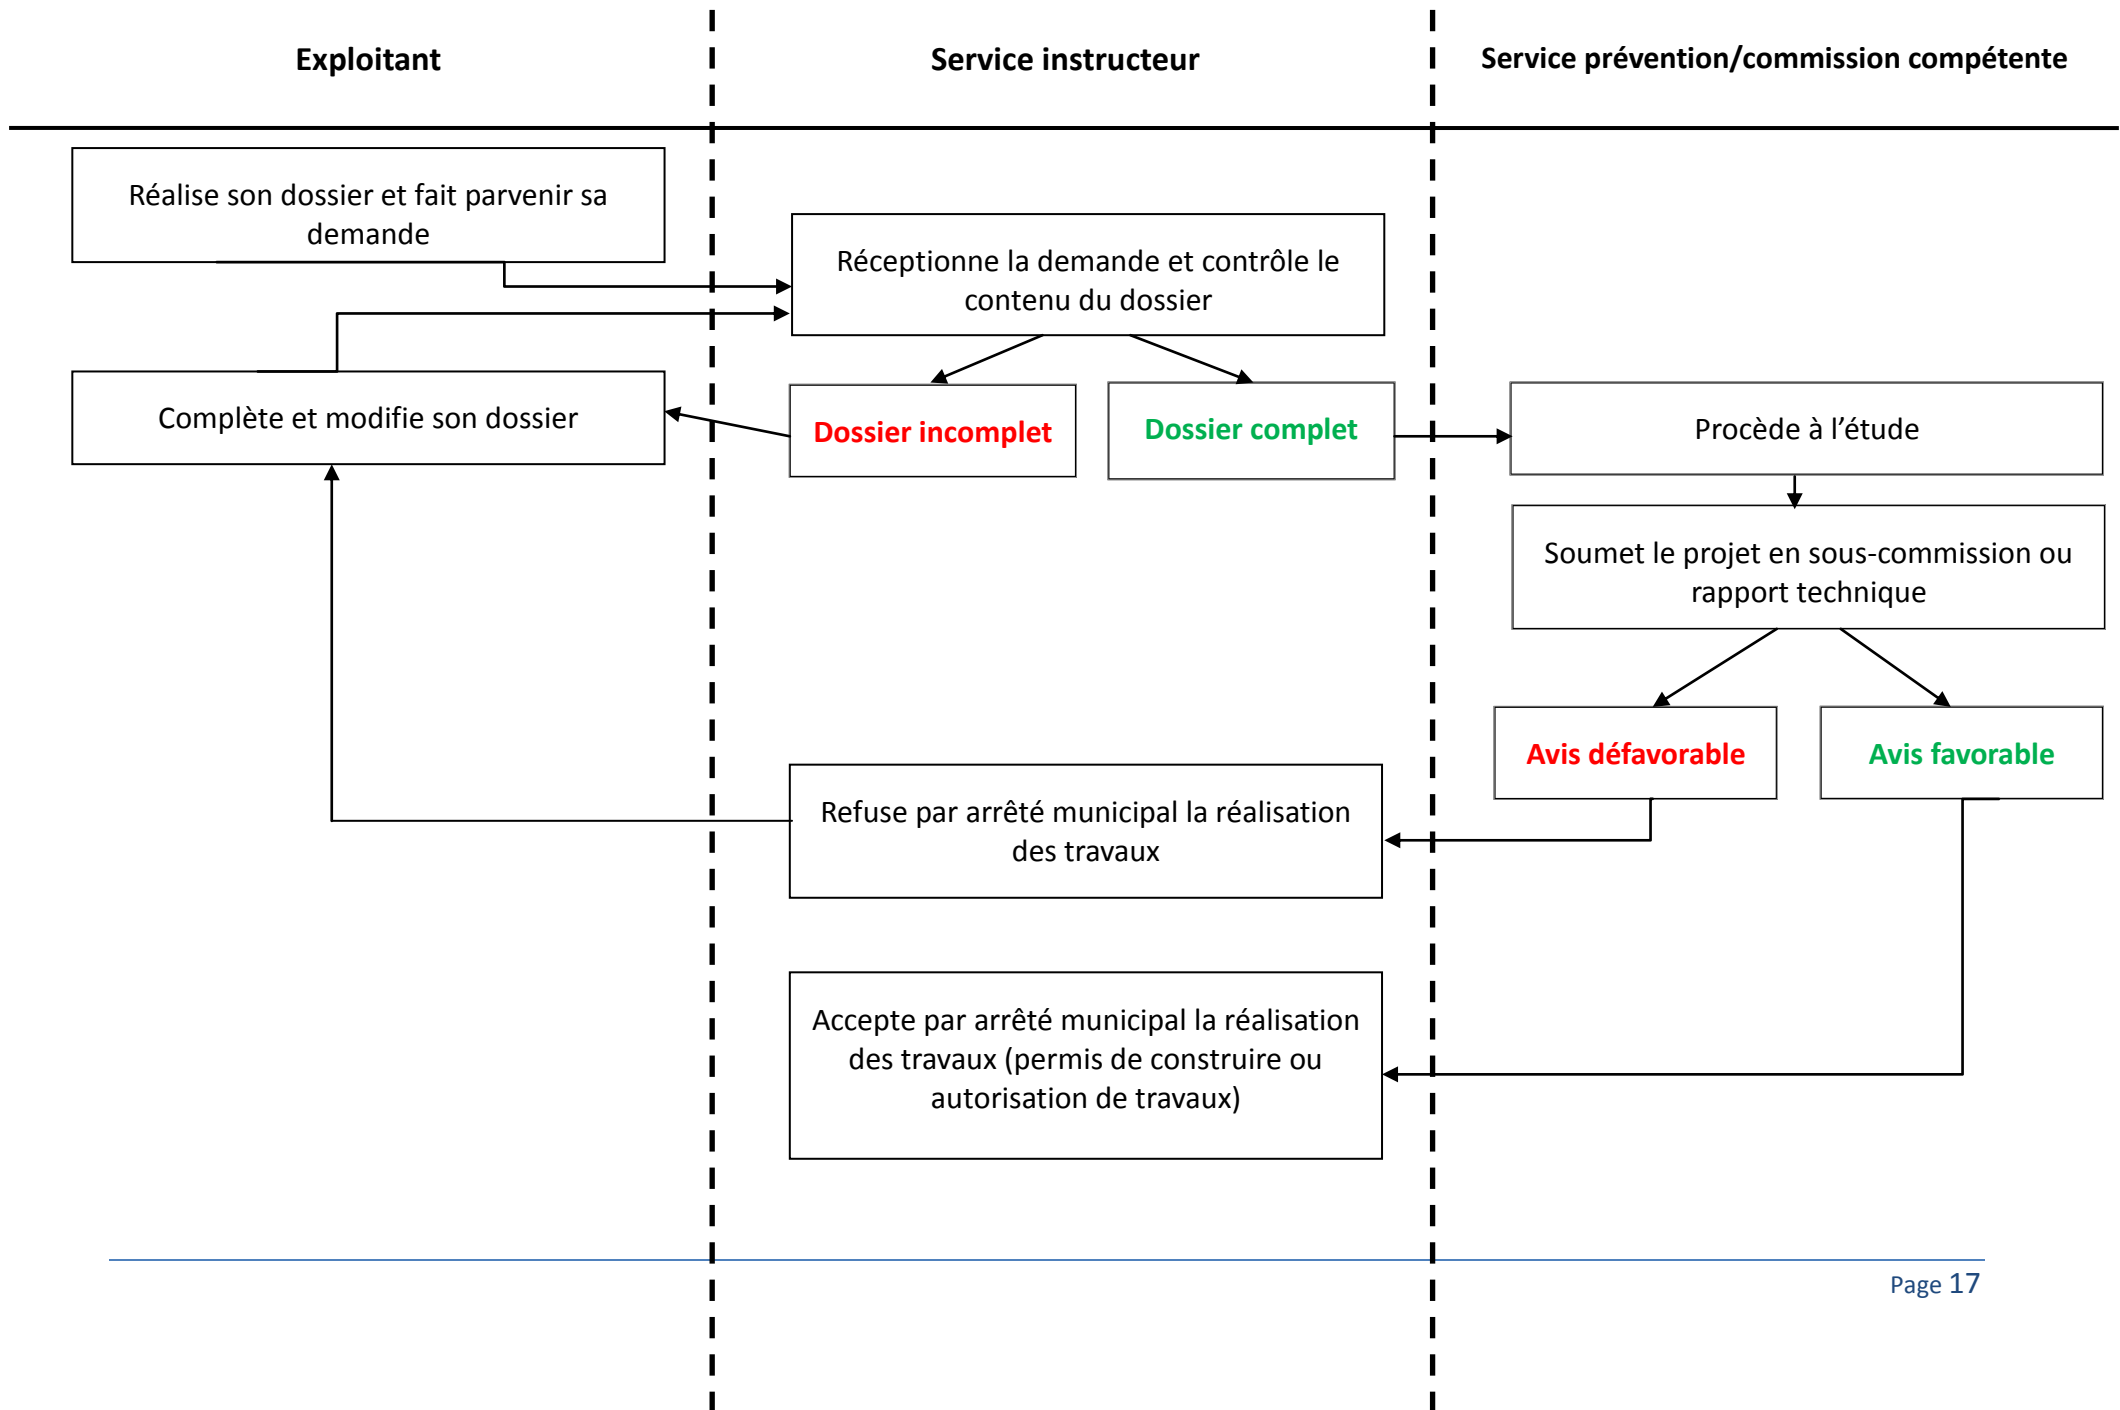 Exploitant
Service instructeur
Service prévention/commission compétente
Réalise son dossier et fait parvenir sa
demande
Réceptionne la demande et contrôle le
contenu du dossier
Complète et modifie son dossier
Dossier incomplet
Dossier complet
Procède à l’étude
Soumet le projet en sous-commission ou
rapport technique
Avis défavorable
Avis favorable
Refuse par arrêté municipal la réalisation
des travaux
Accepte par arrêté municipal la réalisation
des travaux (permis de construire ou
autorisation de travaux)
Page 17